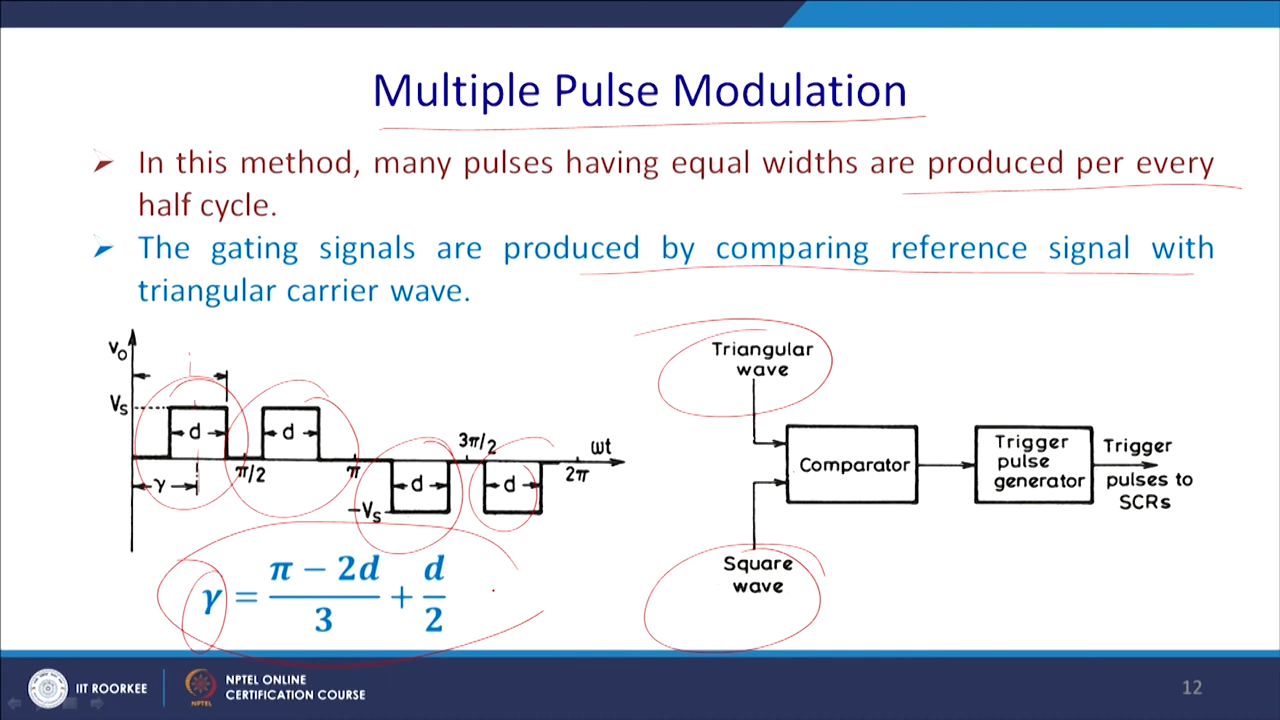 Multiple Pulse Modulation
➢ In this method, many pulses having equal widths are produced per every
half cycle.
➢ The gating signals are produced by comparing reference signal with
triangular carrier wave.
v₀
Vs
d
d
γ
π/2
π
3π/2
ωt
2π
d
d
-Vs
γ = (π − 2d)/3 + d/2
Triangular
wave
Comparator
Trigger
pulse
generator
Trigger
pulses to
SCRs
Square
wave
IIT ROORKEE
NPTEL ONLINE
CERTIFICATION COURSE
NPTEL
12